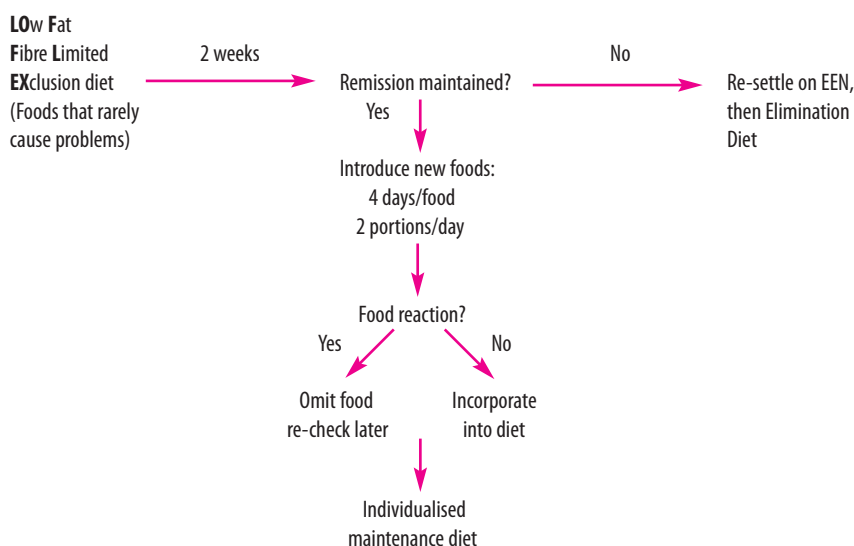 LOw Fat
Fibre Limited
EXclusion diet
(Foods that rarely
cause problems)
2 weeks
Remission maintained?
No
Re-settle on EEN,
then Elimination
Diet
Yes
Introduce new foods:
4 days/food
2 portions/day
Food reaction?
Yes
No
Omit food
re-check later
Incorporate
into diet
Individualised
maintenance diet